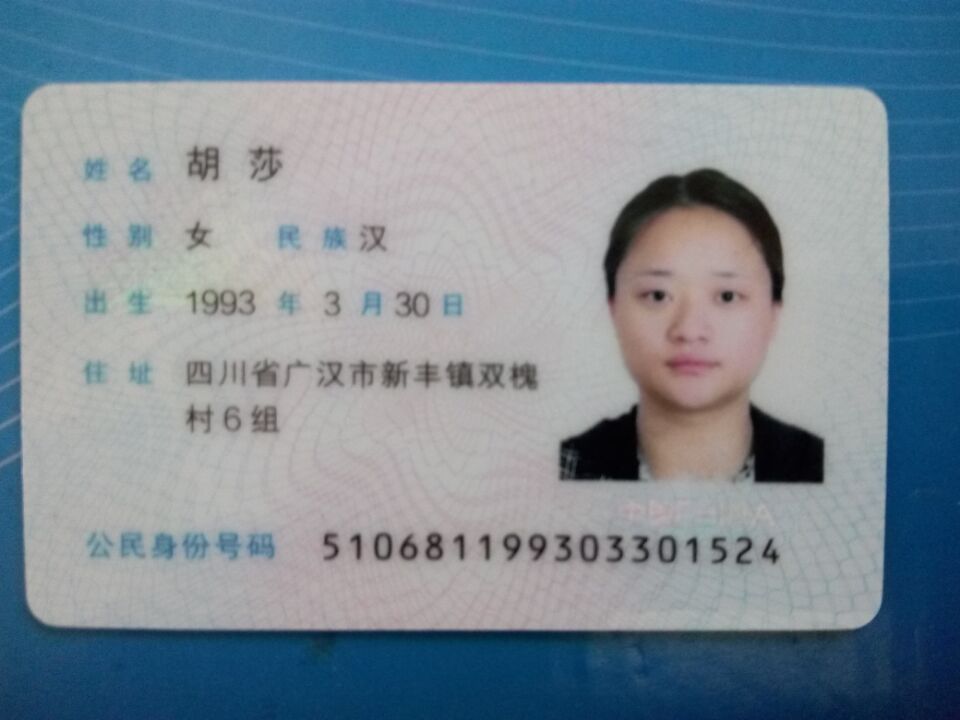 姓名 胡莎
性别 女 民族 汉
出生 1993 年 3 月 30 日
住址 四川省广汉市新丰镇双槐
村6组
公民身份号码 510681199303301524